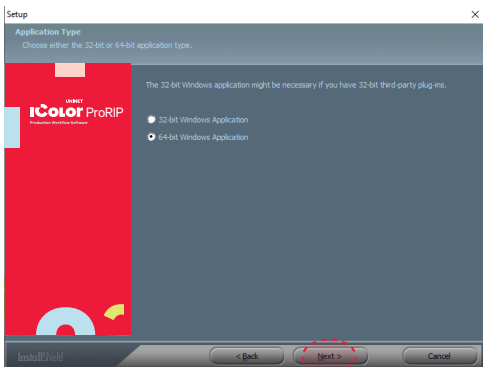 Setup
Application Type
Choose either the 32-bit or 64-bit application type.
The 32-bit Windows application might be necessary if you have 32-bit third-party plug-ins.
UNINET
IColor ProRIP
Production Workflow Software
32-bit Windows Application
64-bit Windows Application
InstallShield
< Back
Next >
Cancel